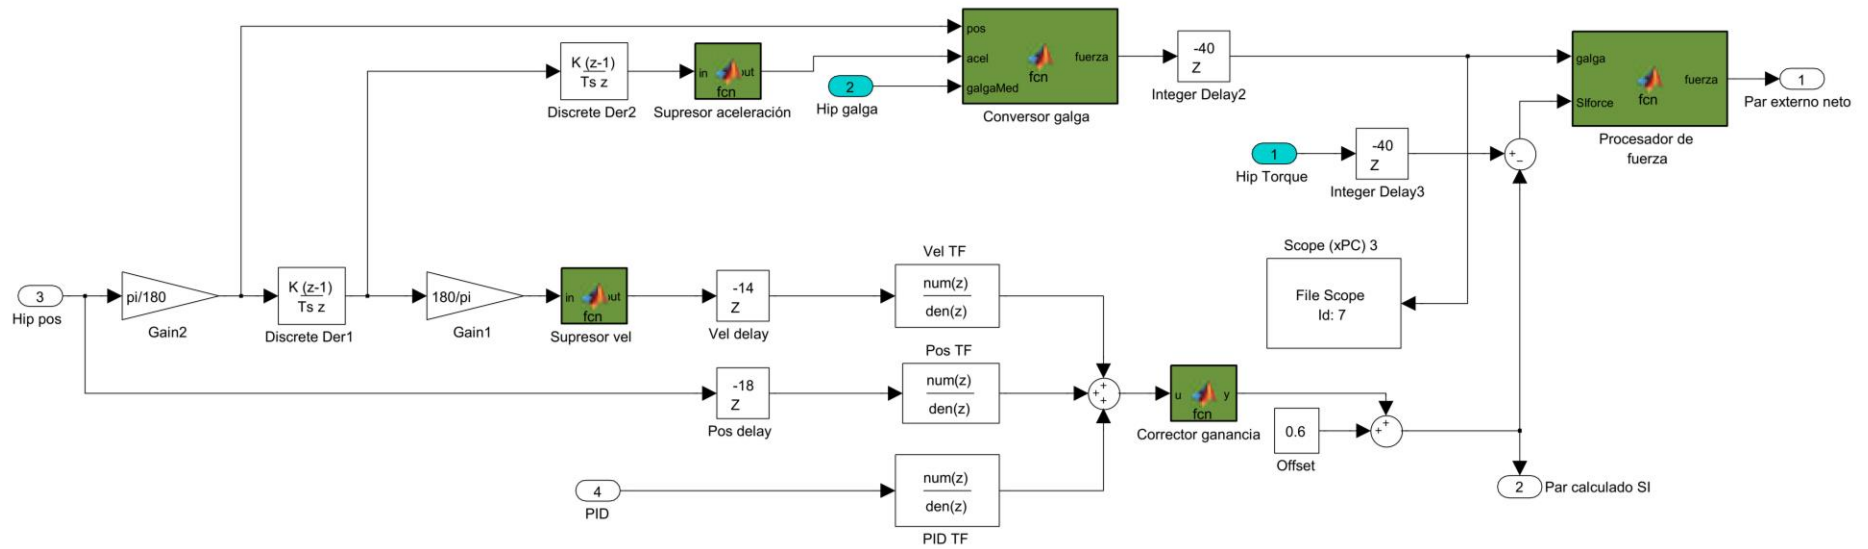 pos
acel
galgaMed
fuerza
fcn
Conversor galga
-40
Z
Integer Delay2
galga
SIforce
fuerza
fcn
Procesador de
fuerza
1
Par externo neto
K (z-1)
Ts z
Discrete Der2
in
out
fcn
Supresor aceleración
2
Hip galga
1
Hip Torque
-40
Z
Integer Delay3
+
−
Scope (xPC) 3
File Scope
Id: 7
3
Hip pos
pi/180
Gain2
K (z-1)
Ts z
Discrete Der1
180/pi
Gain1
in
out
fcn
Supresor vel
-14
Z
Vel delay
Vel TF
num(z)
den(z)
-18
Z
Pos delay
Pos TF
num(z)
den(z)
+
+
+
u
y
fcn
Corrector ganancia
0.6
Offset
+
+
4
PID
num(z)
den(z)
PID TF
2
Par calculado SI